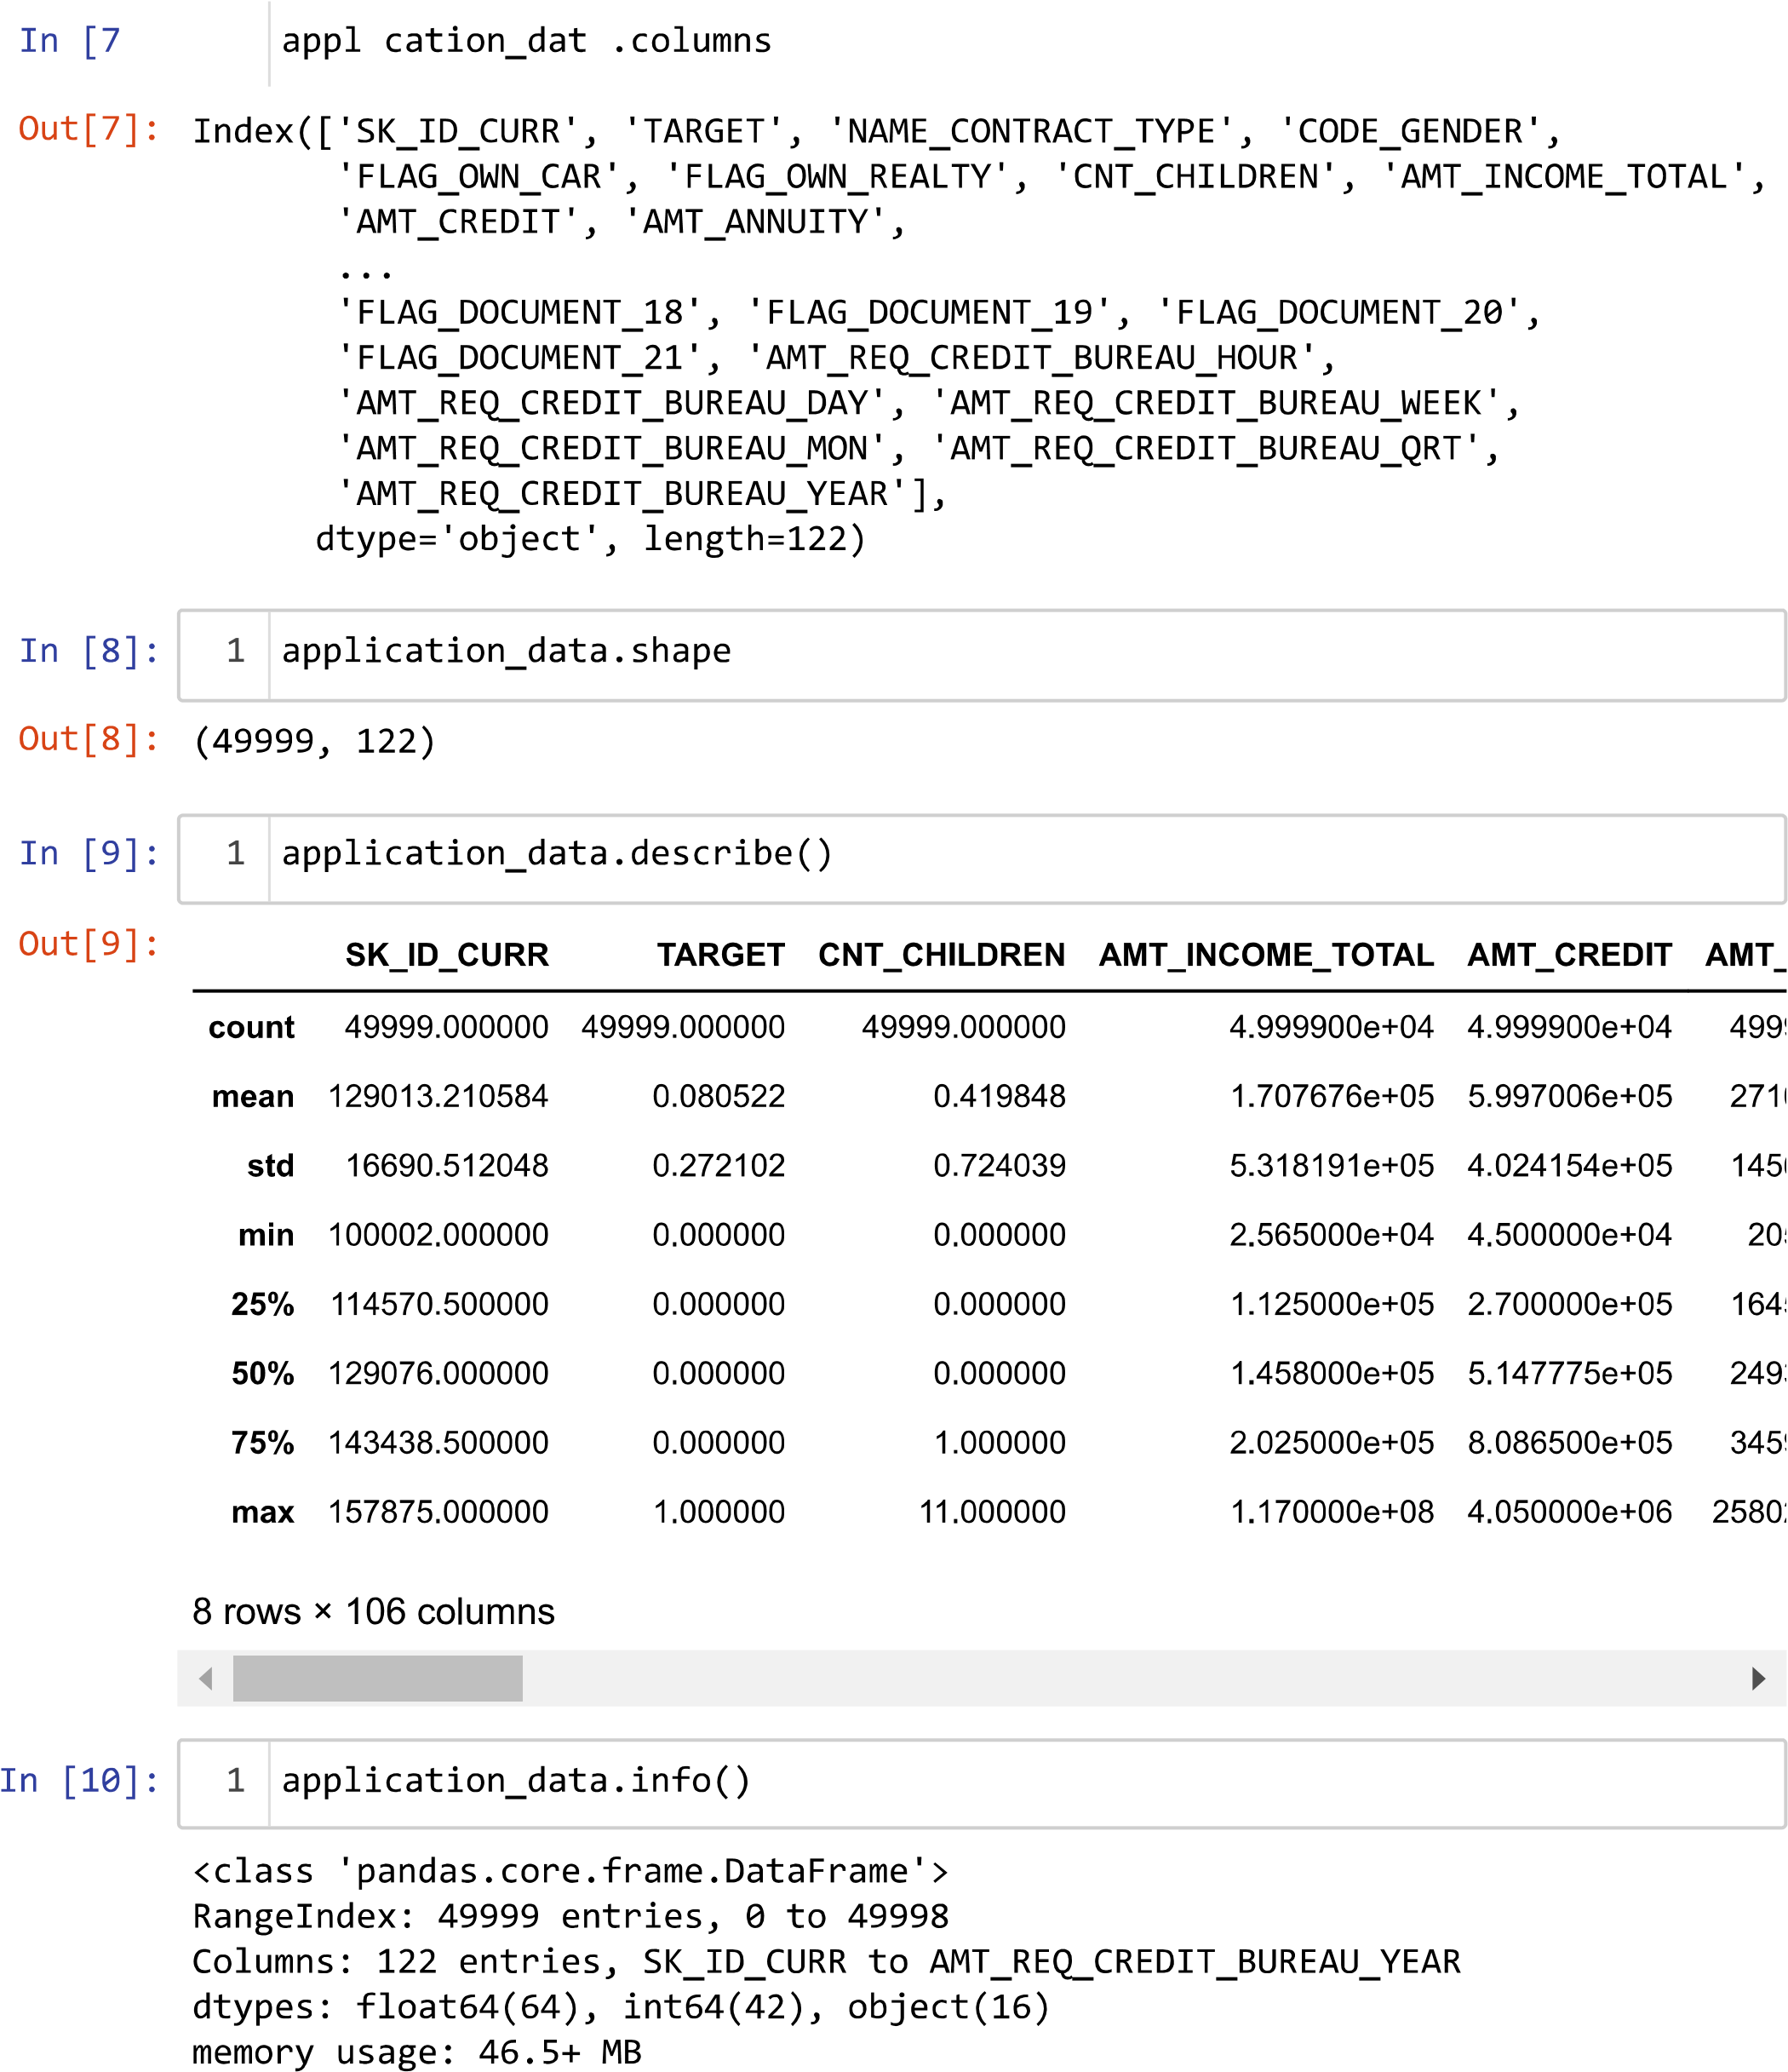 In [7 appl cation_dat .columns
Out[7]: Index(['SK_ID_CURR', 'TARGET', 'NAME_CONTRACT_TYPE', 'CODE_GENDER',
'FLAG_OWN_CAR', 'FLAG_OWN_REALTY', 'CNT_CHILDREN', 'AMT_INCOME_TOTAL',
'AMT_CREDIT', 'AMT_ANNUITY',
...
'FLAG_DOCUMENT_18', 'FLAG_DOCUMENT_19', 'FLAG_DOCUMENT_20',
'FLAG_DOCUMENT_21', 'AMT_REQ_CREDIT_BUREAU_HOUR',
'AMT_REQ_CREDIT_BUREAU_DAY', 'AMT_REQ_CREDIT_BUREAU_WEEK',
'AMT_REQ_CREDIT_BUREAU_MON', 'AMT_REQ_CREDIT_BUREAU_QRT',
'AMT_REQ_CREDIT_BUREAU_YEAR'],
dtype='object', length=122)
In [8]: 1 application_data.shape
Out[8]: (49999, 122)
In [9]: 1 application_data.describe()
Out[9]: SK_ID_CURR TARGET CNT_CHILDREN AMT_INCOME_TOTAL AMT_CREDIT AMT_
count 49999.000000 49999.000000 49999.000000 4.999900e+04 4.999900e+04 4999
mean 129013.210584 0.080522 0.419848 1.707676e+05 5.997006e+05 2710
std 16690.512048 0.272102 0.724039 5.318191e+05 4.024154e+05 1450
min 100002.000000 0.000000 0.000000 2.565000e+04 4.500000e+04 205
25% 114570.500000 0.000000 0.000000 1.125000e+05 2.700000e+05 1645
50% 129076.000000 0.000000 0.000000 1.458000e+05 5.147775e+05 2493
75% 143438.500000 0.000000 1.000000 2.025000e+05 8.086500e+05 3459
max 157875.000000 1.000000 11.000000 1.170000e+08 4.050000e+06 25802
8 rows × 106 columns
In [10]: 1 application_data.info()
<class 'pandas.core.frame.DataFrame'>
RangeIndex: 49999 entries, 0 to 49998
Columns: 122 entries, SK_ID_CURR to AMT_REQ_CREDIT_BUREAU_YEAR
dtypes: float64(64), int64(42), object(16)
memory usage: 46.5+ MB